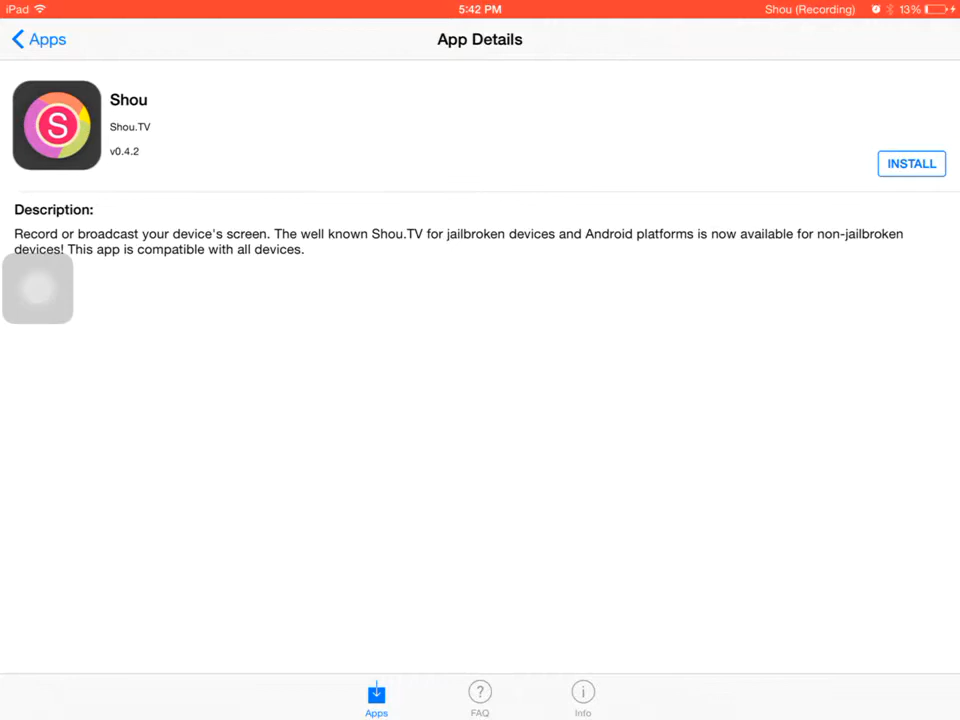 iPad 5:42 PM Shou (Recording) 13%
Apps App Details
S
Shou
Shou.TV
v0.4.2
INSTALL
Description:
Record or broadcast your device's screen. The well known Shou.TV for jailbroken devices and Android platforms is now available for non-jailbroken
devices! This app is compatible with all devices.
Apps ? FAQ i Info